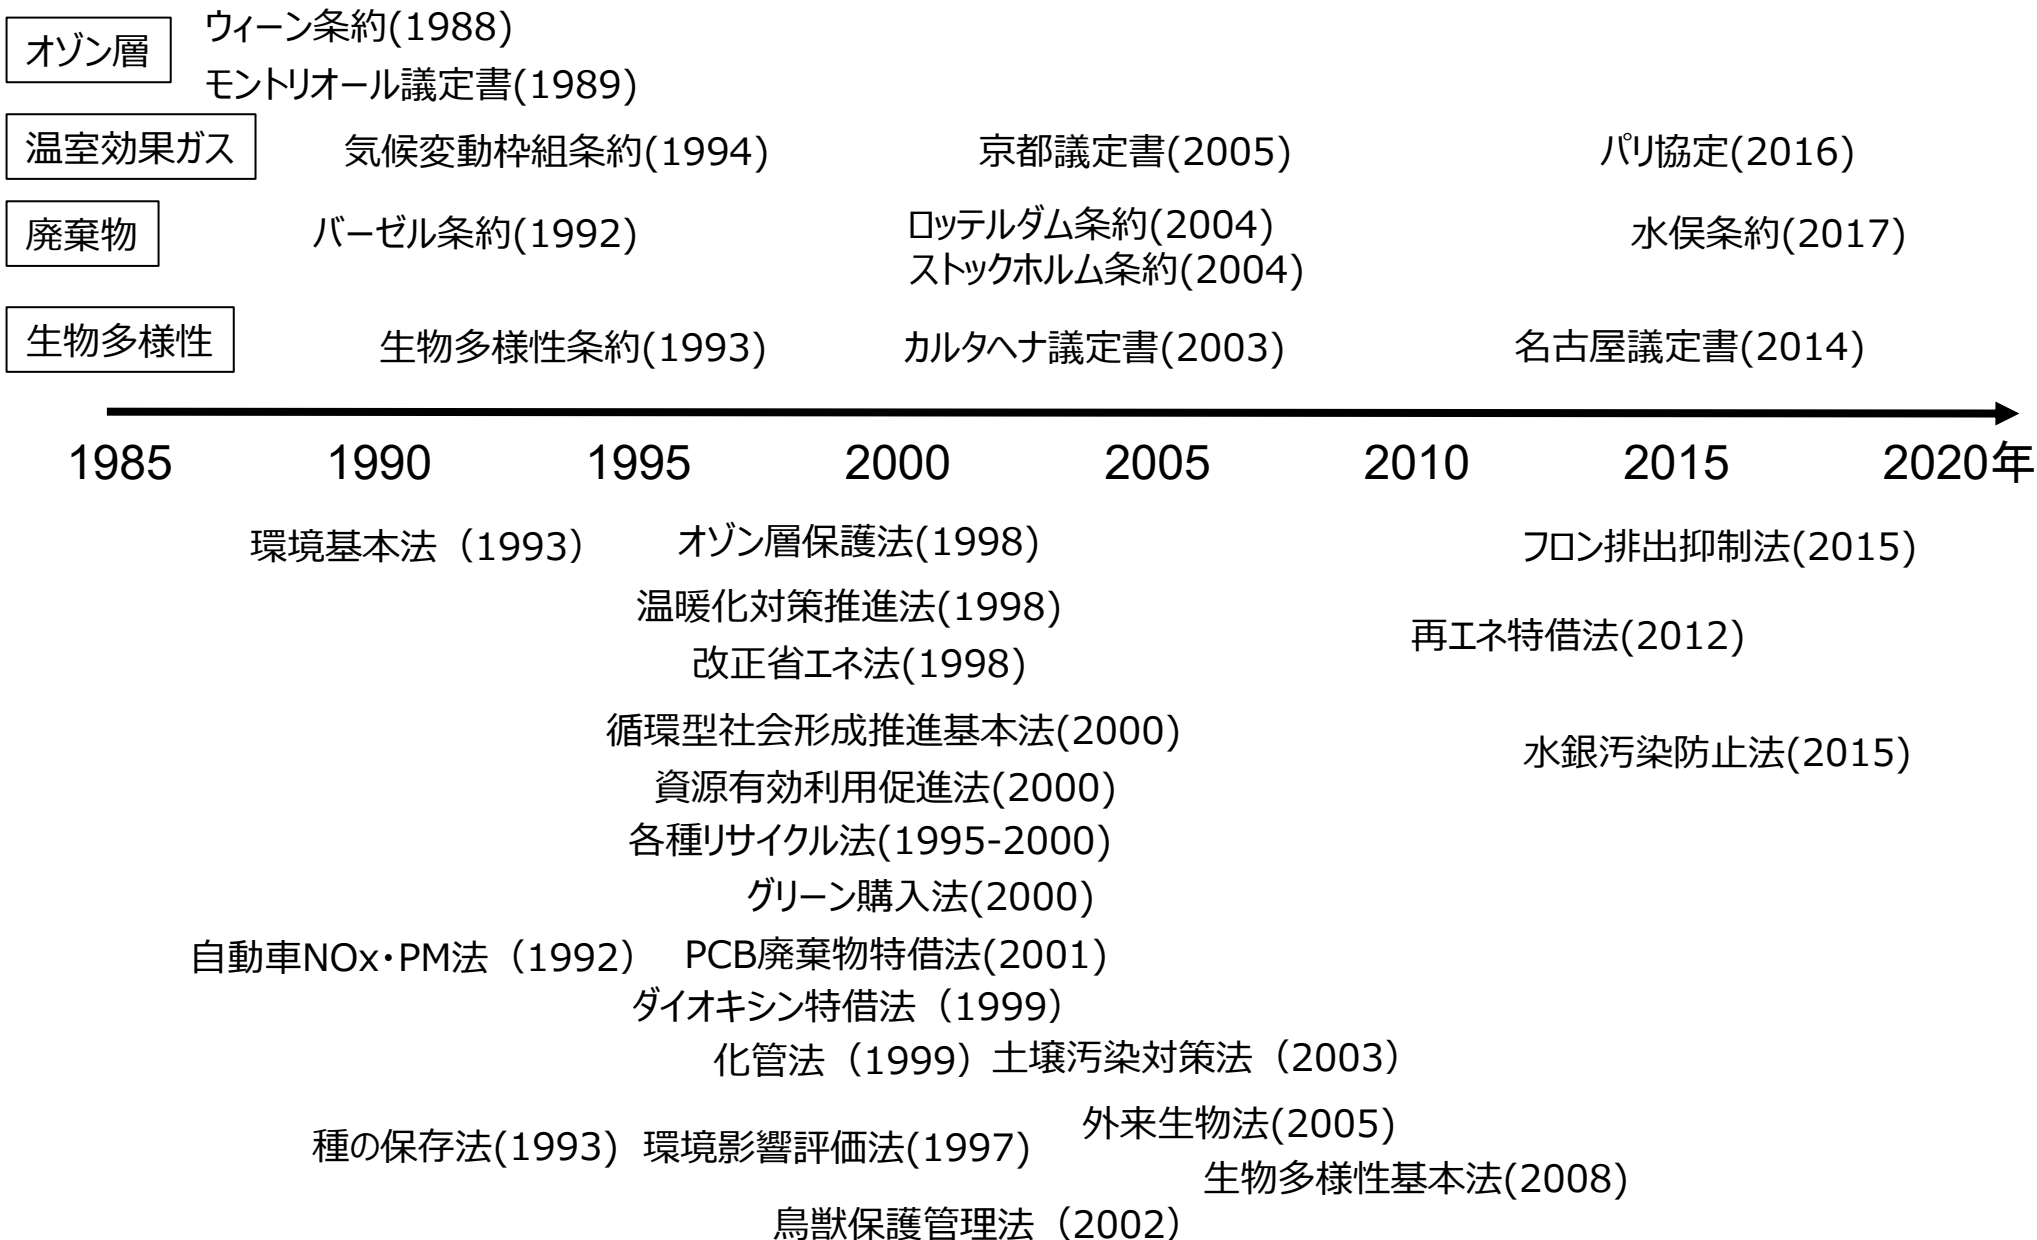 オゾン層
ウィーン条約(1988)
モントリオール議定書(1989)
温室効果ガス
気候変動枠組条約(1994)
京都議定書(2005)
パリ協定(2016)
廃棄物
バーゼル条約(1992)
ロッテルダム条約(2004)
ストックホルム条約(2004)
水俣条約(2017)
生物多様性
生物多様性条約(1993)
カルタヘナ議定書(2003)
名古屋議定書(2014)
1985 1990 1995 2000 2005 2010 2015 2020年
環境基本法（1993）
オゾン層保護法(1998)
フロン排出抑制法(2015)
温暖化対策推進法(1998)
再エネ特借法(2012)
改正省エネ法(1998)
循環型社会形成推進基本法(2000)
水銀汚染防止法(2015)
資源有効利用促進法(2000)
各種リサイクル法(1995-2000)
グリーン購入法(2000)
自動車NOx・PM法（1992）
PCB廃棄物特借法(2001)
ダイオキシン特借法（1999）
化管法（1999）
土壌汚染対策法（2003）
外来生物法(2005)
種の保存法(1993)
環境影響評価法(1997)
生物多様性基本法(2008)
鳥獣保護管理法（2002）